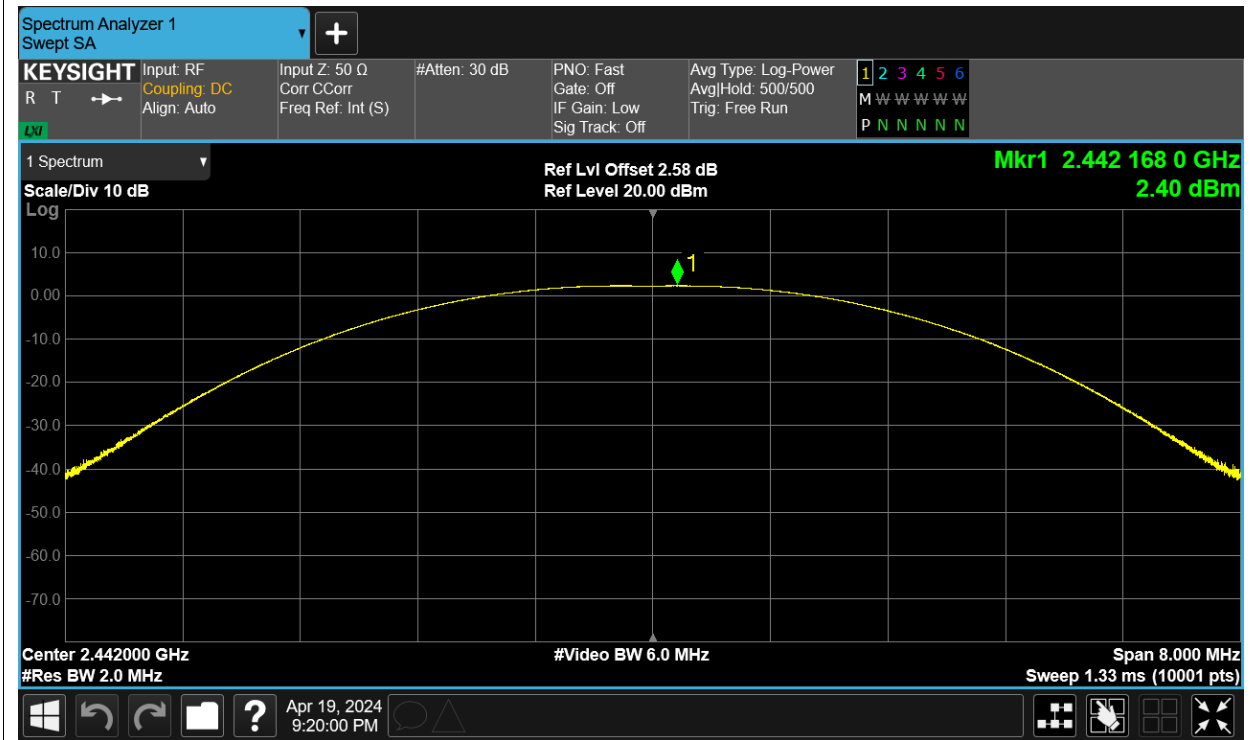 Spectrum Analyzer 1
Swept SA
+
KEYSIGHT
R T
LXI
Input: RF
Coupling: DC
Align: Auto
Input Z: 50 Ω
Corr CCorr
Freq Ref: Int (S)
#Atten: 30 dB
PNO: Fast
Gate: Off
IF Gain: Low
Sig Track: Off
Avg Type: Log-Power
Avg|Hold: 500/500
Trig: Free Run
1 2 3 4 5 6
M W W W W W
P N N N N N
1 Spectrum
Scale/Div 10 dB
Log
Ref Lvl Offset 2.58 dB
Ref Level 20.00 dBm
Mkr1 2.442 168 0 GHz
2.40 dBm
10.0
0.00
-10.0
-20.0
-30.0
-40.0
-50.0
-60.0
-70.0
1
Center 2.442000 GHz
#Res BW 2.0 MHz
#Video BW 6.0 MHz
Span 8.000 MHz
Sweep 1.33 ms (10001 pts)
?
Apr 19, 2024
9:20:00 PM